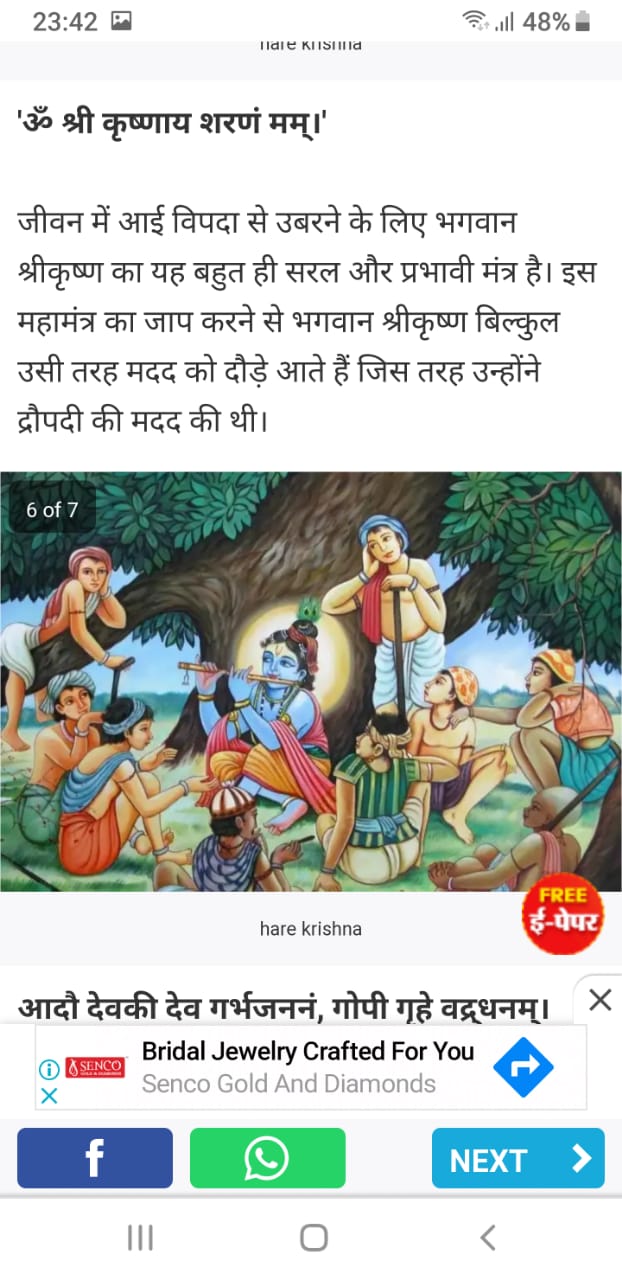 23:42
48%
hare krishna
'ॐ श्री कृष्णाय शरणं मम्।'
जीवन में आई विपदा से उबरने के लिए भगवान
श्रीकृष्ण का यह बहुत ही सरल और प्रभावी मंत्र है। इस
महामंत्र का जाप करने से भगवान श्रीकृष्ण बिल्कुल
उसी तरह मदद को दौड़े आते हैं जिस तरह उन्होंने
द्रौपदी की मदद की थी।
6 of 7
FREE
ई-पेपर
hare krishna
आदौ देवकी देव गर्भजननं, गोपी गृहे वद्र्धनम्।
Bridal Jewelry Crafted For You
SENCO
GOLD & DIAMONDS
Senco Gold And Diamonds
NEXT